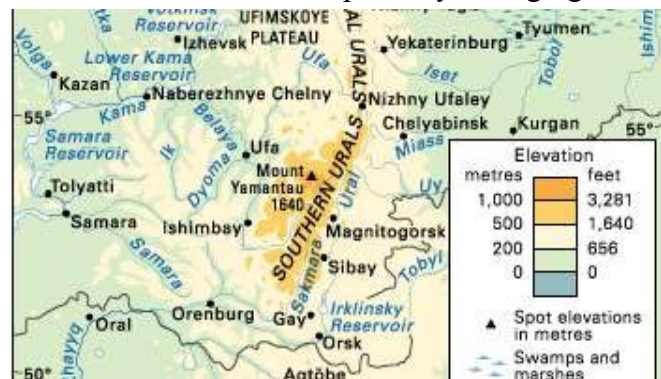 Volga
Kazan
Lower Kama
Reservoir
Reservoir
Izhevsk
UFIMSKOYE
PLATEAU
Ufa
Yekaterinburg
Tyumen
Iset
Tobol
Ishim
Kama
Naberezhnye Chelny
Nizhny Ufaley
55°
Samara
Reservoir
Belaya
Ik
Dyoma
Ufa
Chelyabinsk
Miass
Kurgan
55°
Mount
Yamantau
1640
SOUTHERN URALS
Ural
Uy
Tolyatti
Samara
Ishimbay
Magnitogorsk
Sibay
Tobyl
Samara
Sakmara
Orenburg
Oral
Gay
Irklinsky
Reservoir
Orsk
50°
Elevation
metres feet
1,000 3,281
500 1,640
200 656
0 0
Spot elevations
in metres
Swamps and
marshes